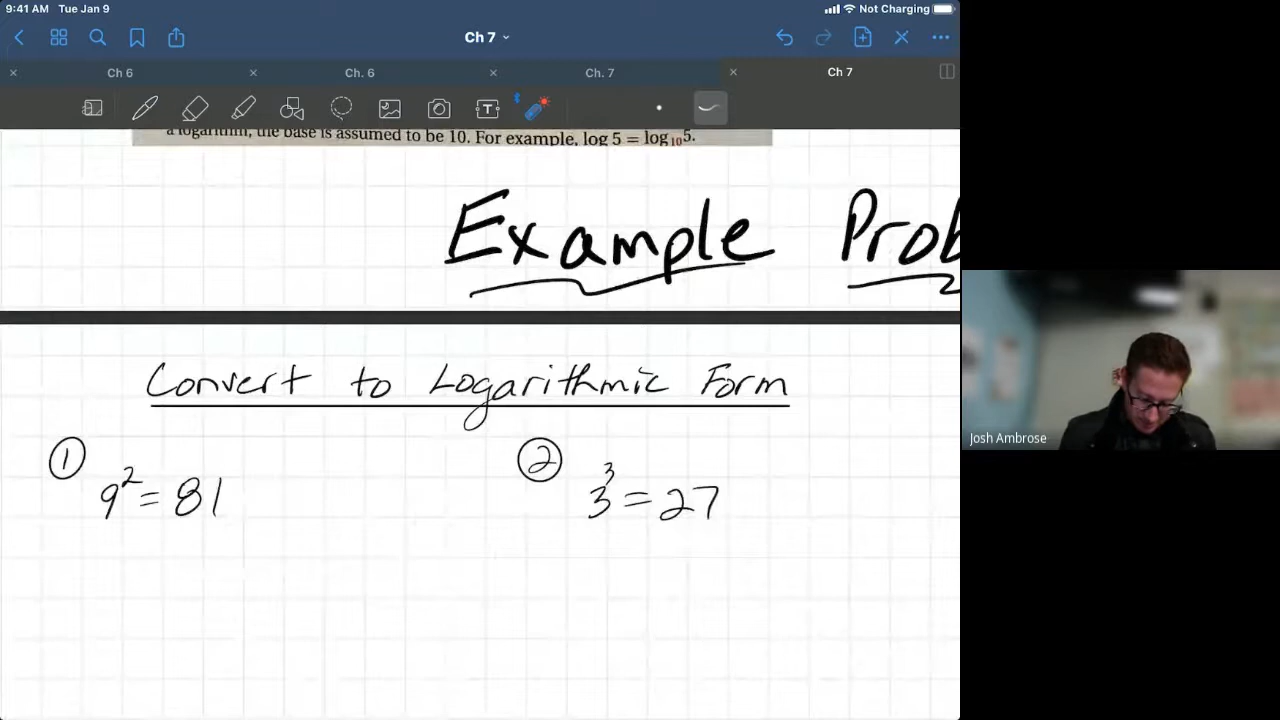 9:41 AM Tue Jan 9
Not Charging
Ch 7
Ch 6
Ch. 6
Ch. 7
Ch 7
T
a logarithm, the base is assumed to be 10. For example, log 5 = log₁₀5.
Example Prob
Convert to Logarithmic Form
① 9² = 81
② 3³ = 27
Josh Ambrose